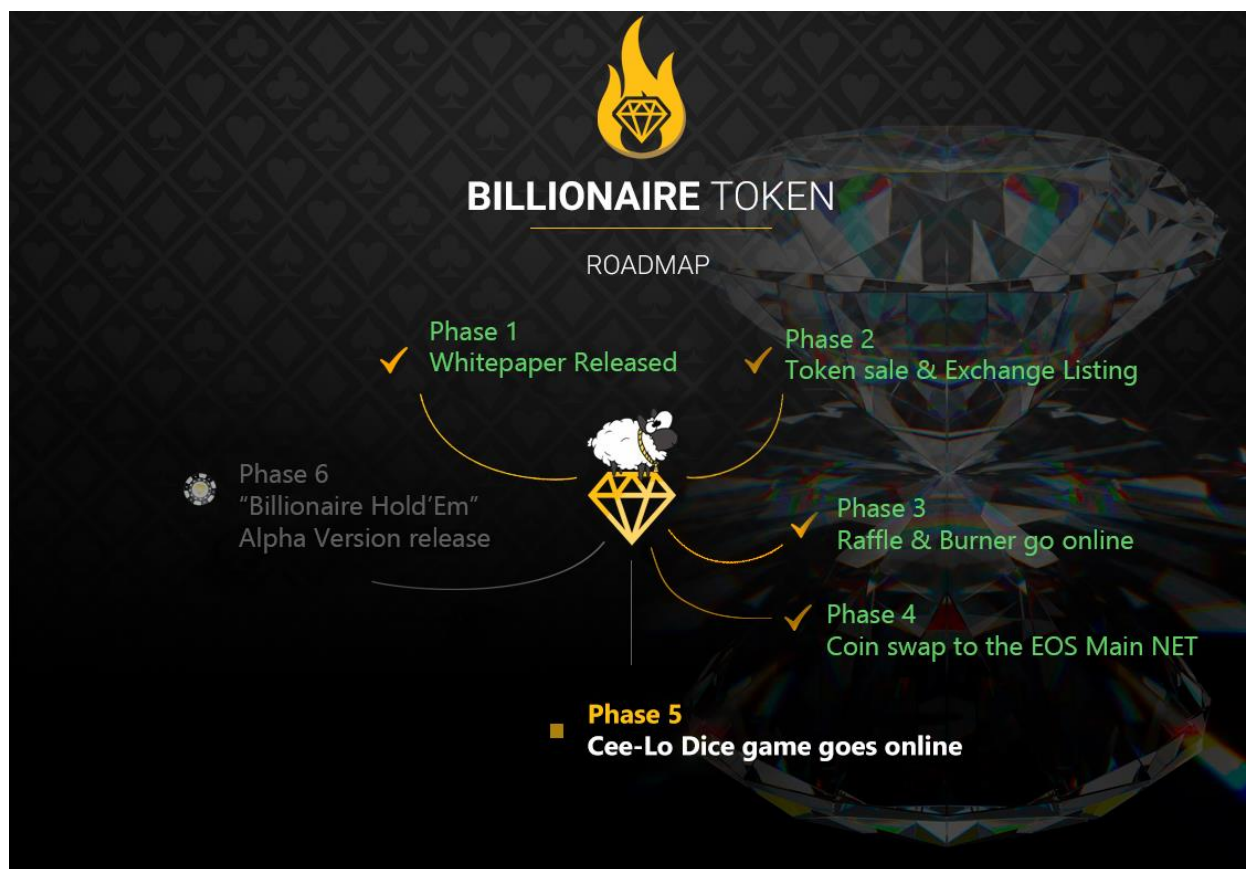 BILLIONAIRE TOKEN
ROADMAP
Phase 1
Whitepaper Released
Phase 2
Token sale & Exchange Listing
Phase 3
Raffle & Burner go online
Phase 4
Coin swap to the EOS Main NET
Phase 5
Cee-Lo Dice game goes online
Phase 6
“Billionaire Hold’Em”
Alpha Version release